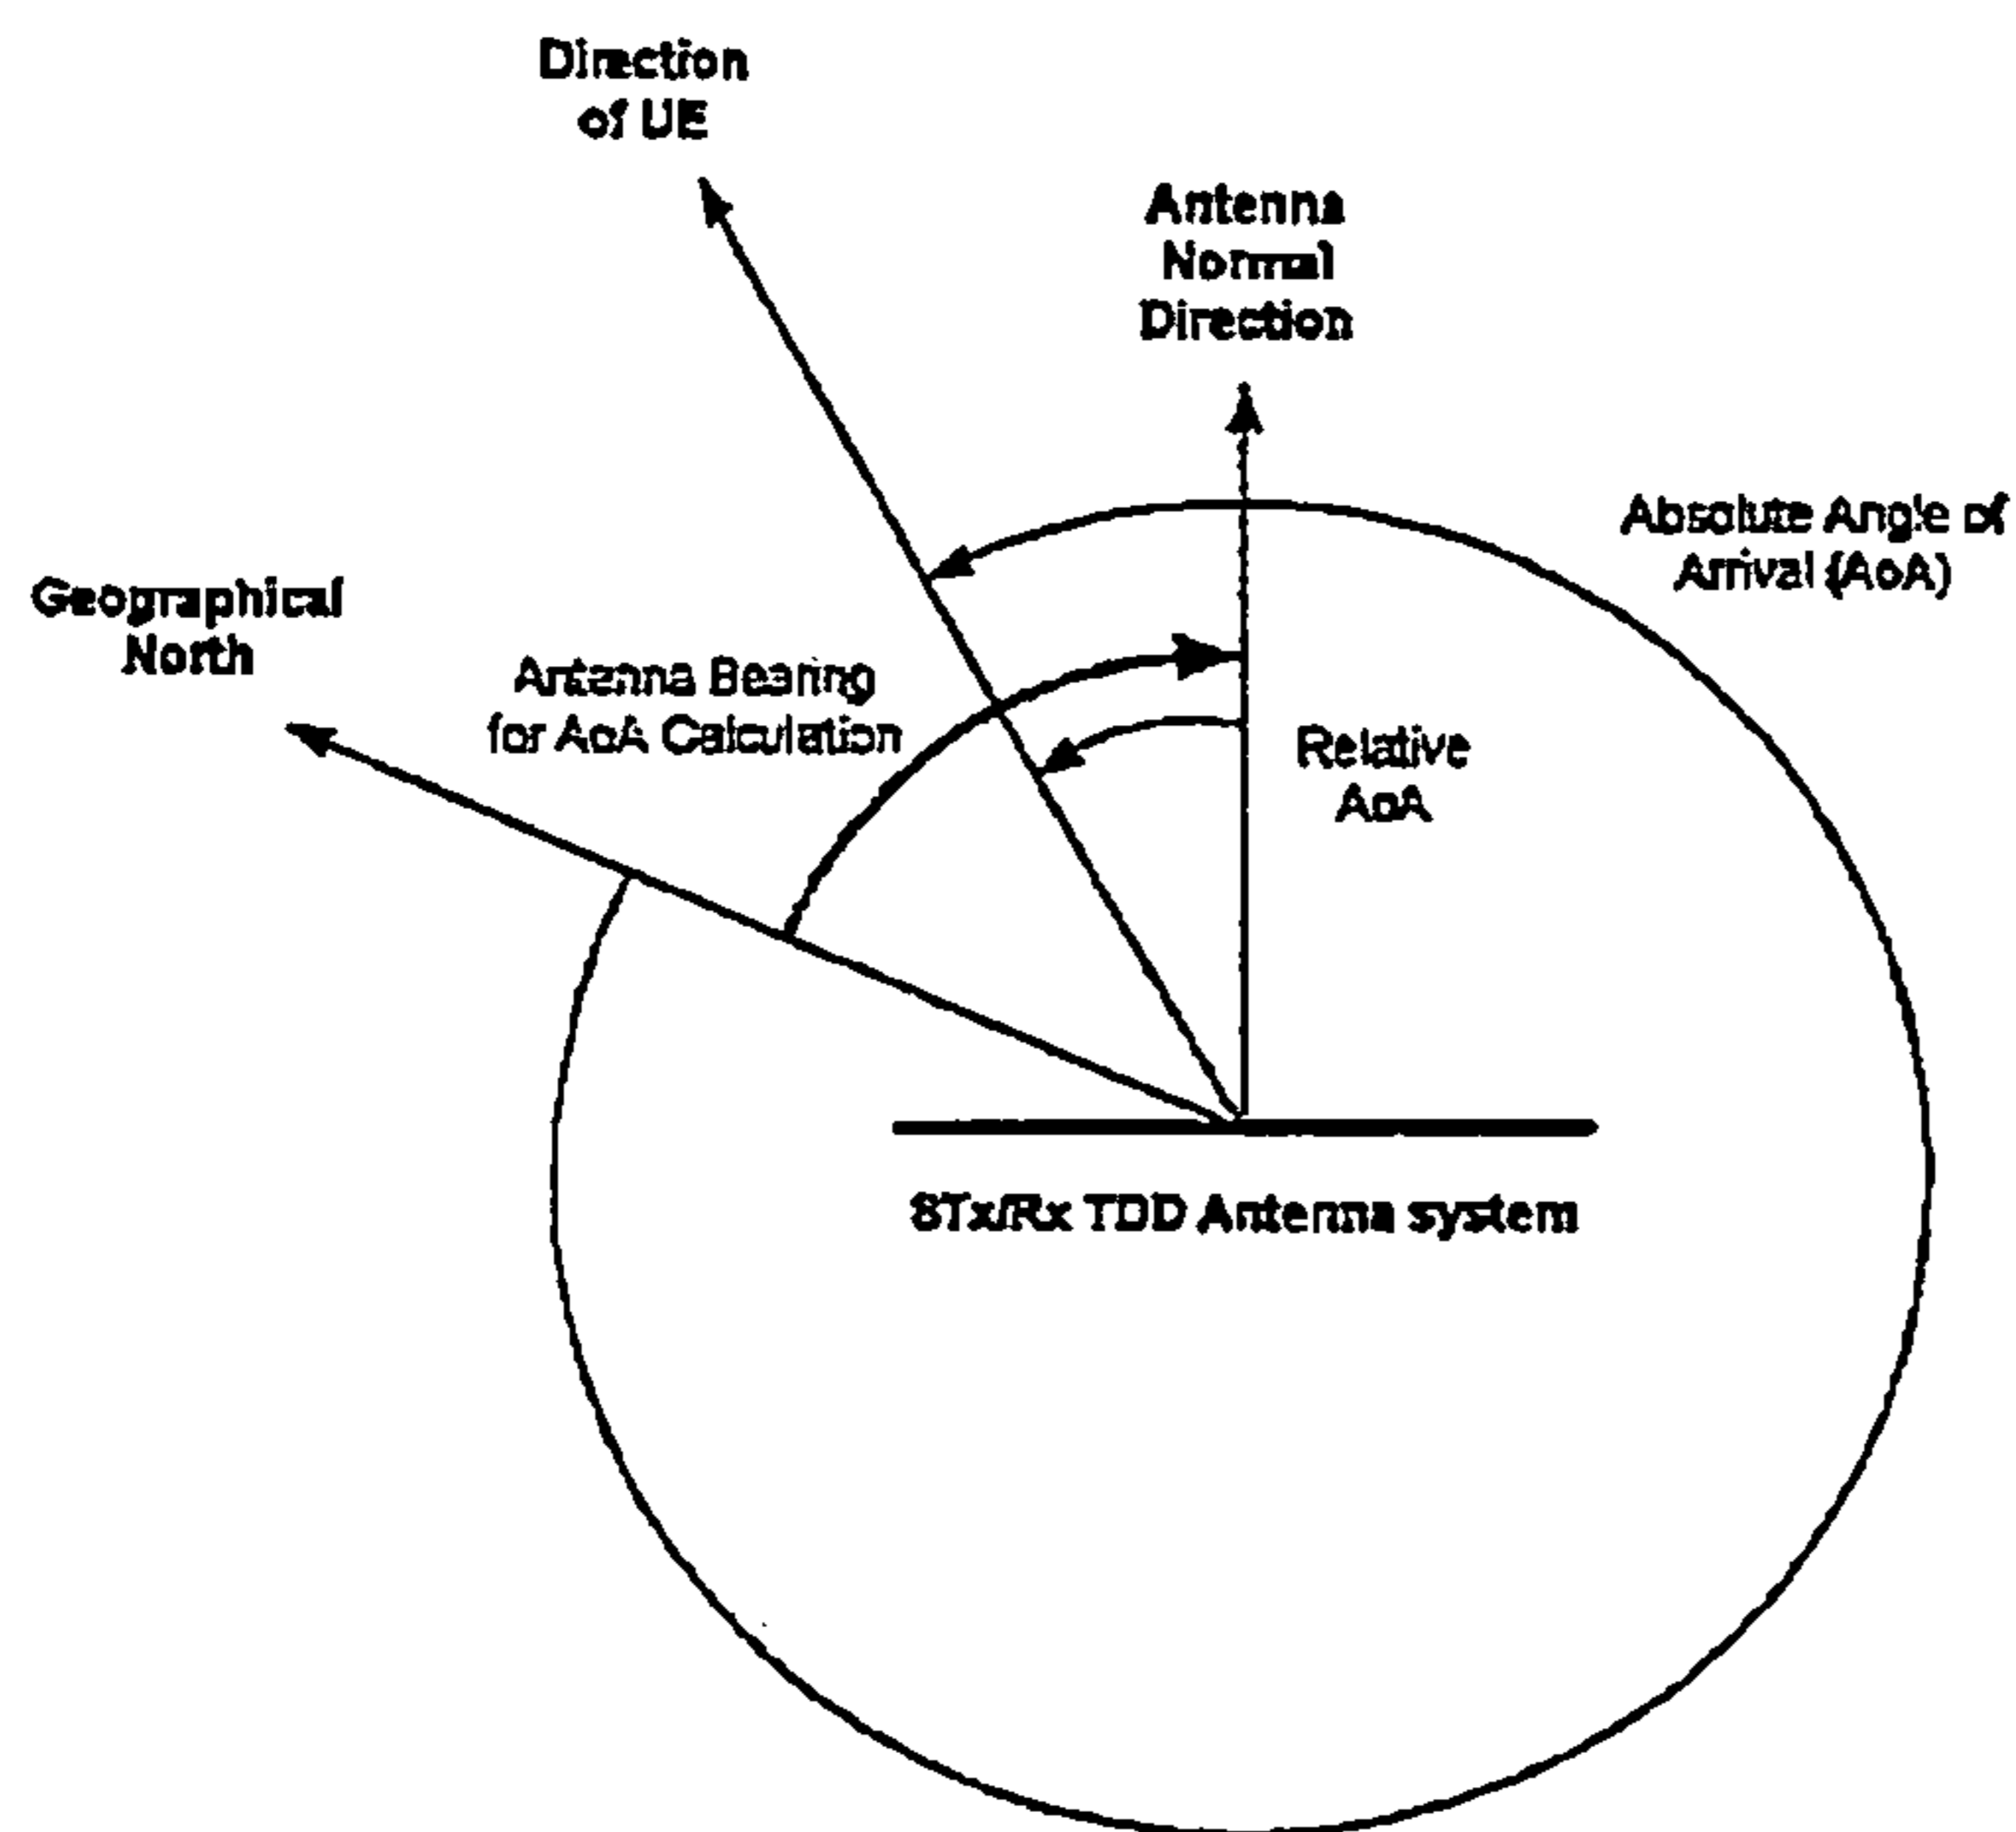 Direction
of UE
Antenna
Normal
Direction
Absolute Angle of
Arrival (AoA)
Geographical
North
Antenna Bearing
for AoA Calculation
Relative
AoA
8Tx/Rx TDD Antenna system